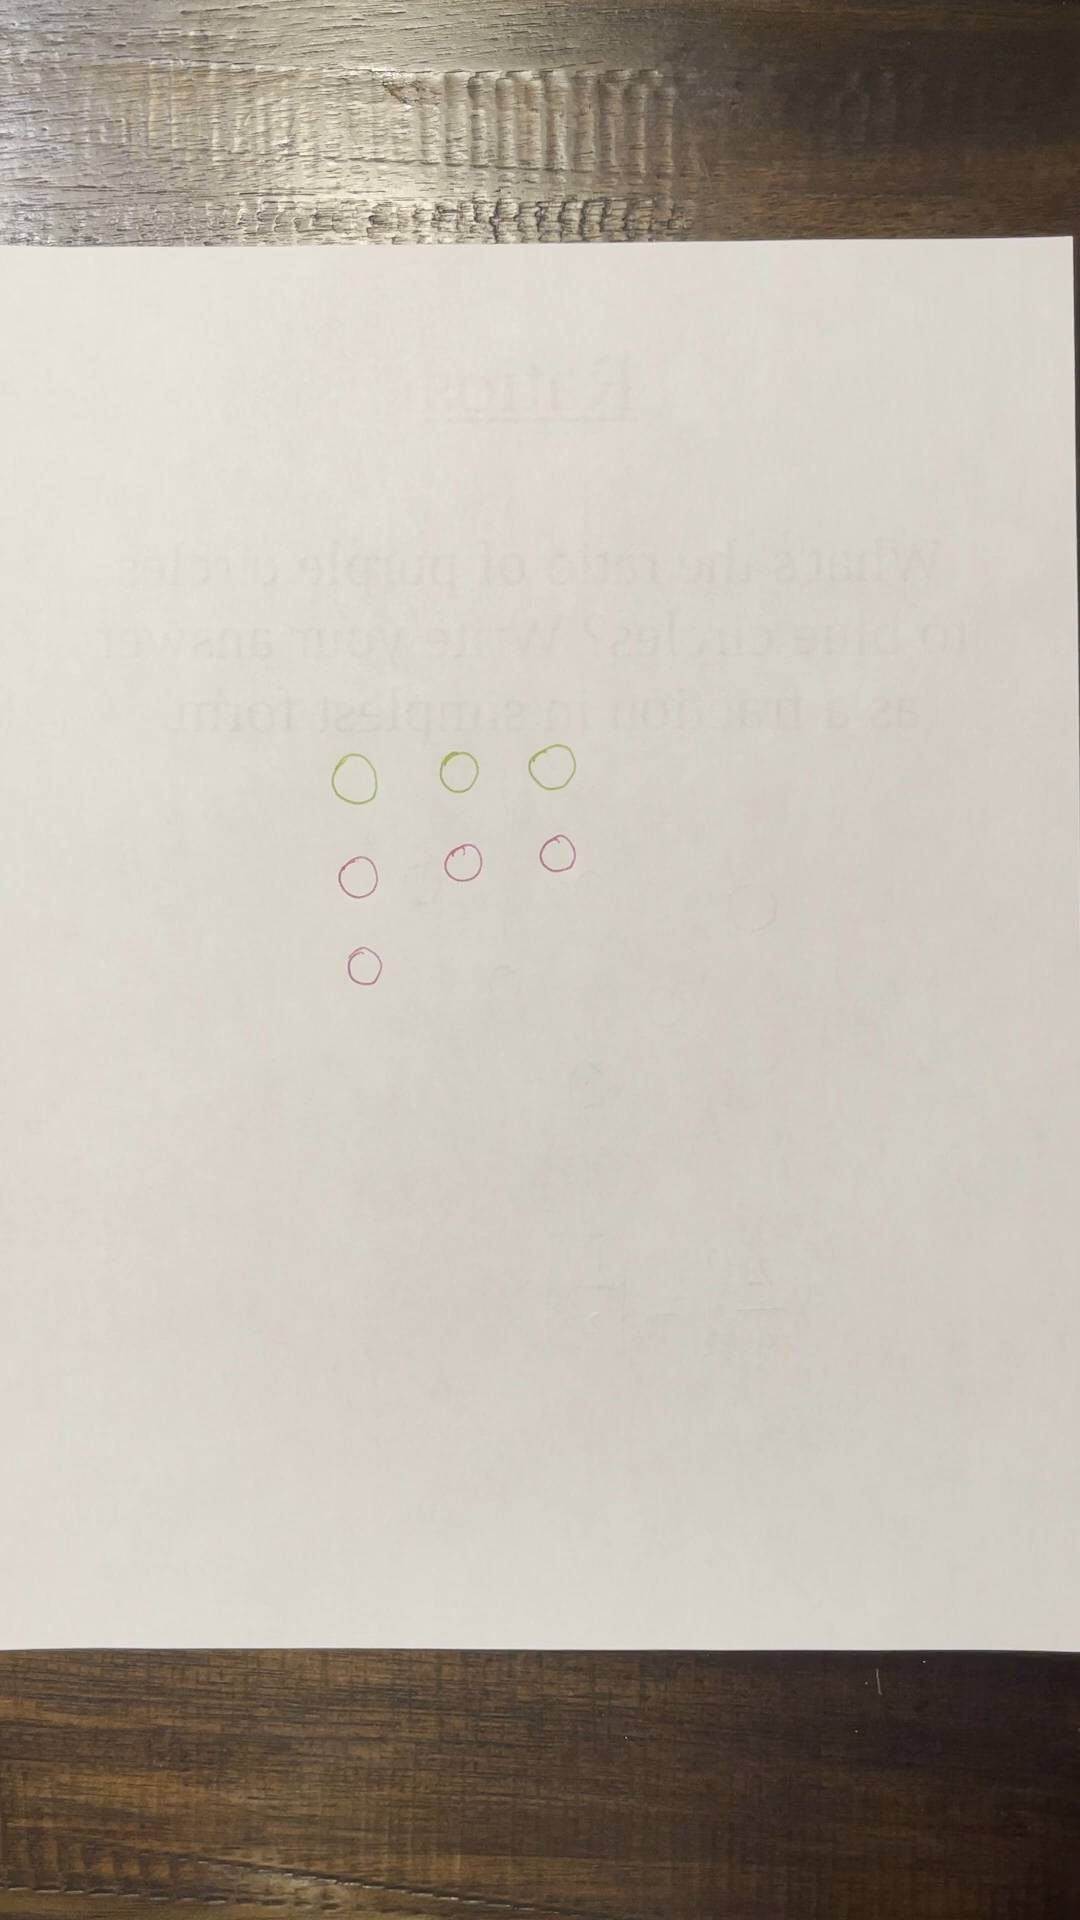 Ratios
What's the ratio of purple circles
to blue circles? Write your answer
as a fraction in simplest form.